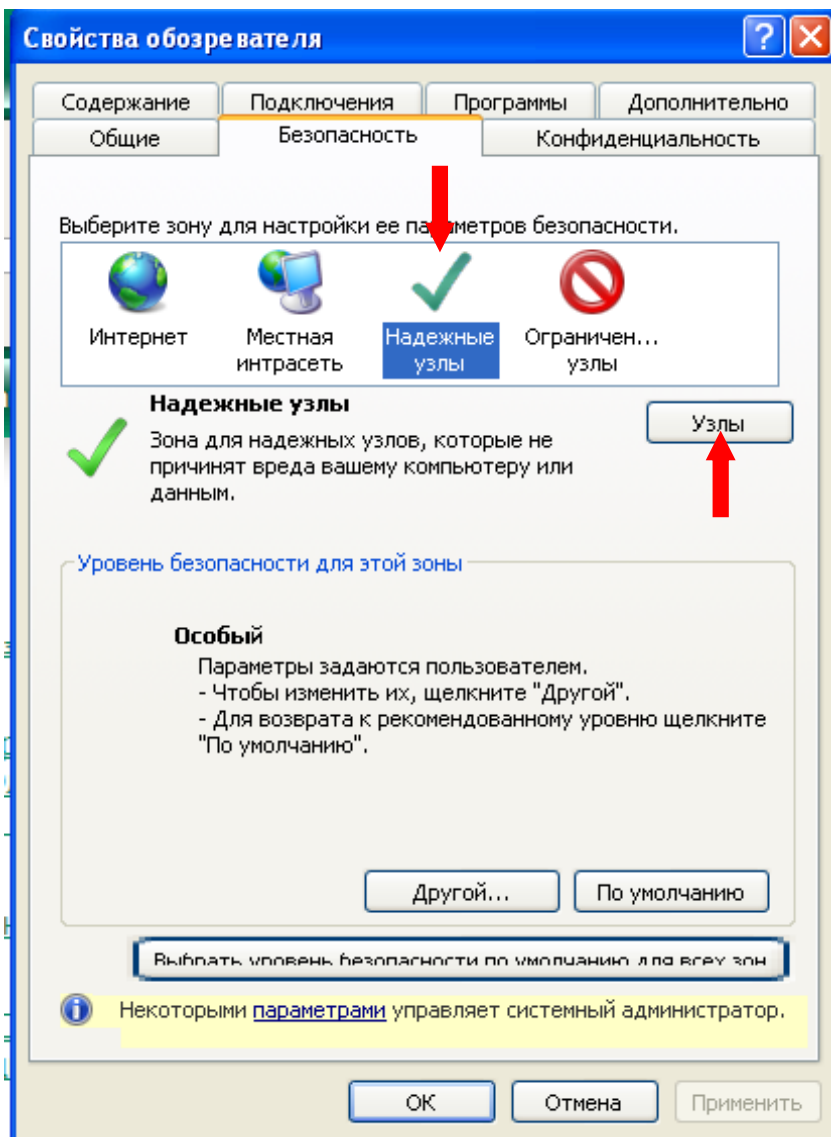 Свойства обозревателя
Содержание Подключения Программы Дополнительно
Общие Безопасность Конфиденциальность
Выберите зону для настройки ее параметров безопасности.
Интернет Местная интрасеть Надежные узлы Ограничен... узлы
Надежные узлы
Узлы
Зона для надежных узлов, которые не
причинят вреда вашему компьютеру или
данным.
Уровень безопасности для этой зоны
Особый
Параметры задаются пользователем.
- Чтобы изменить их, щелкните "Другой".
- Для возврата к рекомендованному уровню щелкните
"По умолчанию".
Другой... По умолчанию
Выбрать уровень безопасности по умолчанию для всех зон
Некоторыми параметрами управляет системный администратор.
ОК Отмена Применить